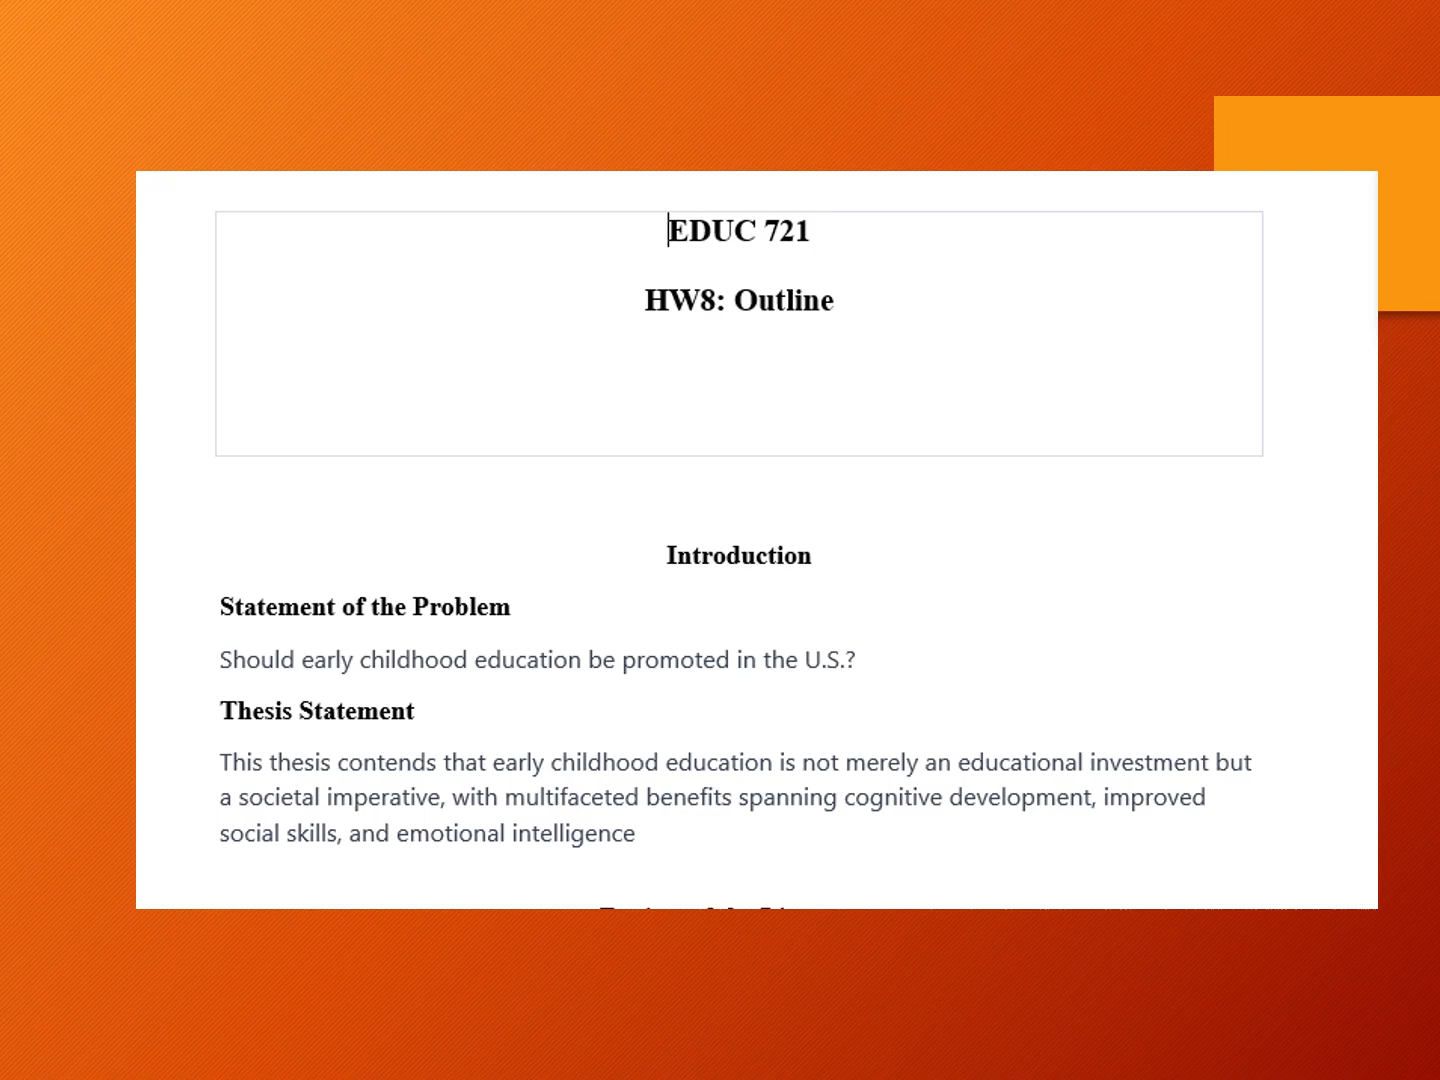 EDUC 721
HW8: Outline
Introduction
Statement of the Problem
Should early childhood education be promoted in the U.S.?
Thesis Statement
This thesis contends that early childhood education is not merely an educational investment but
a societal imperative, with multifaceted benefits spanning cognitive development, improved
social skills, and emotional intelligence